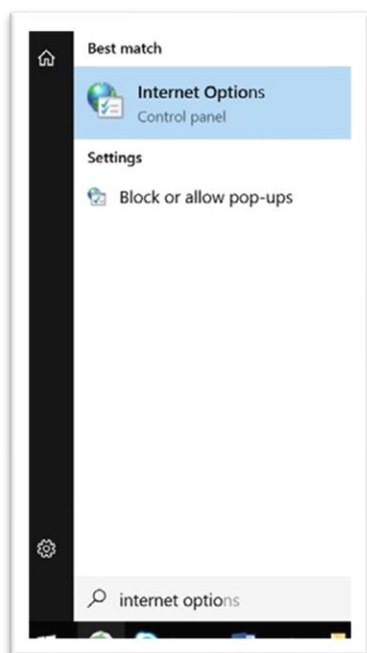 Best match
Internet Options
Control panel
Settings
Block or allow pop-ups
internet options